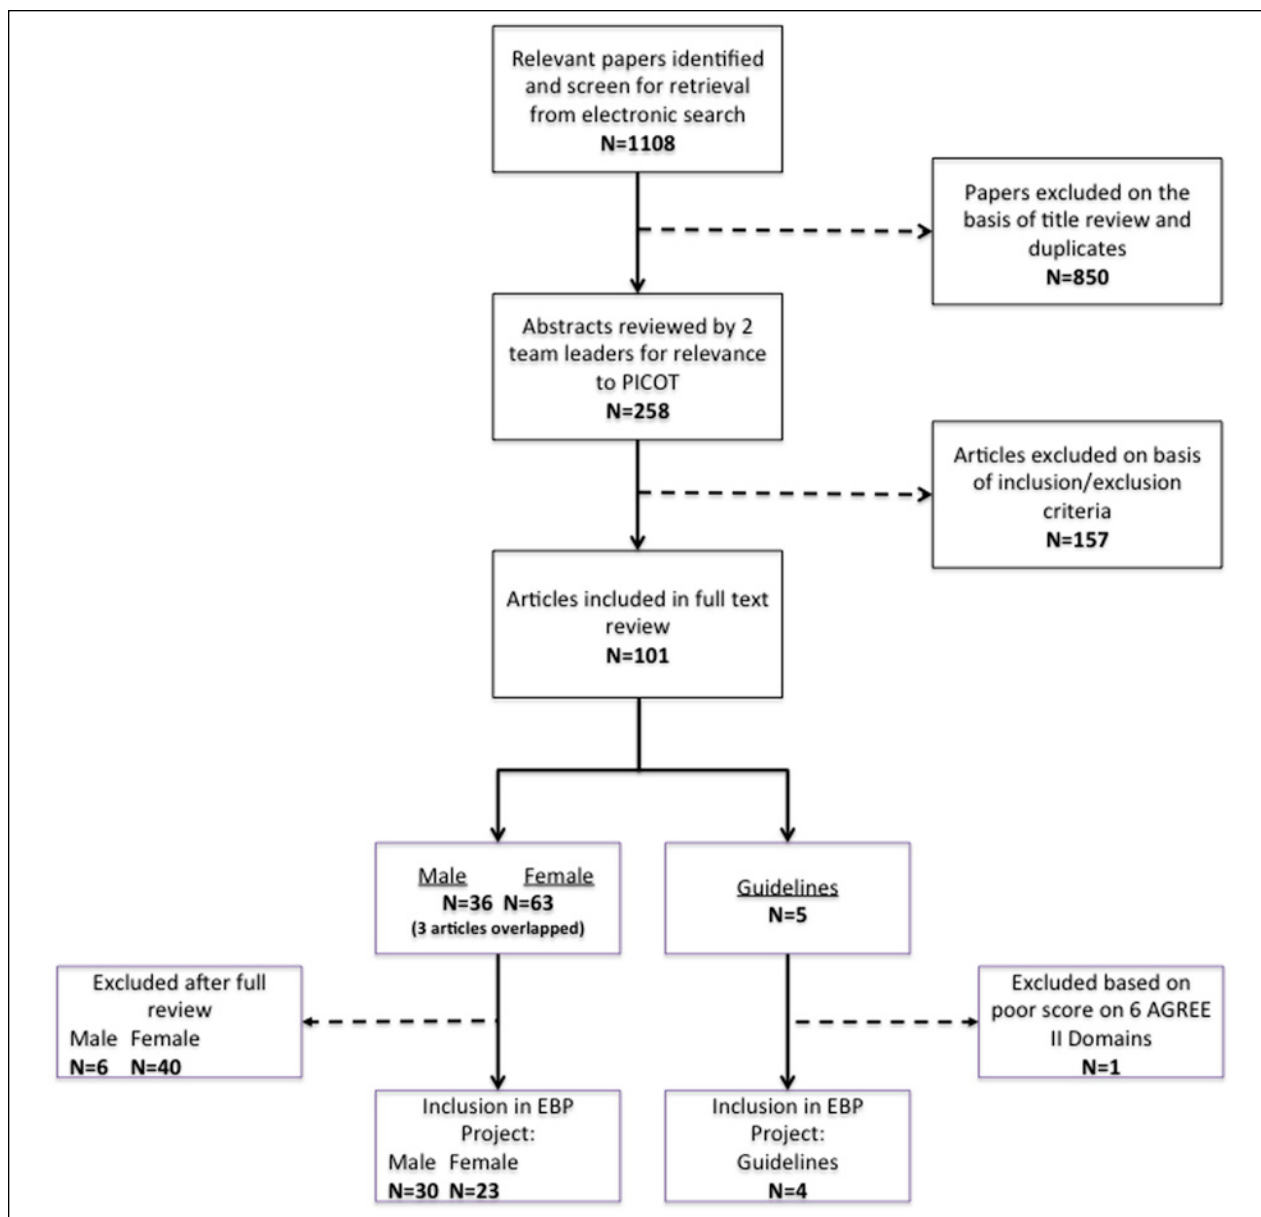 Relevant papers identified
and screen for retrieval
from electronic search
N=1108
Papers excluded on the
basis of title review and
duplicates
N=850
Abstracts reviewed by 2
team leaders for relevance
to PICOT
N=258
Articles excluded on basis
of inclusion/exclusion
criteria
N=157
Articles included in full text
review
N=101
Male Female
N=36 N=63
(3 articles overlapped)
Guidelines
N=5
Excluded after full
review
Male Female
N=6 N=40
Excluded based on
poor score on 6 AGREE
II Domains
N=1
Inclusion in EBP
Project:
Male Female
N=30 N=23
Inclusion in EBP
Project:
Guidelines
N=4